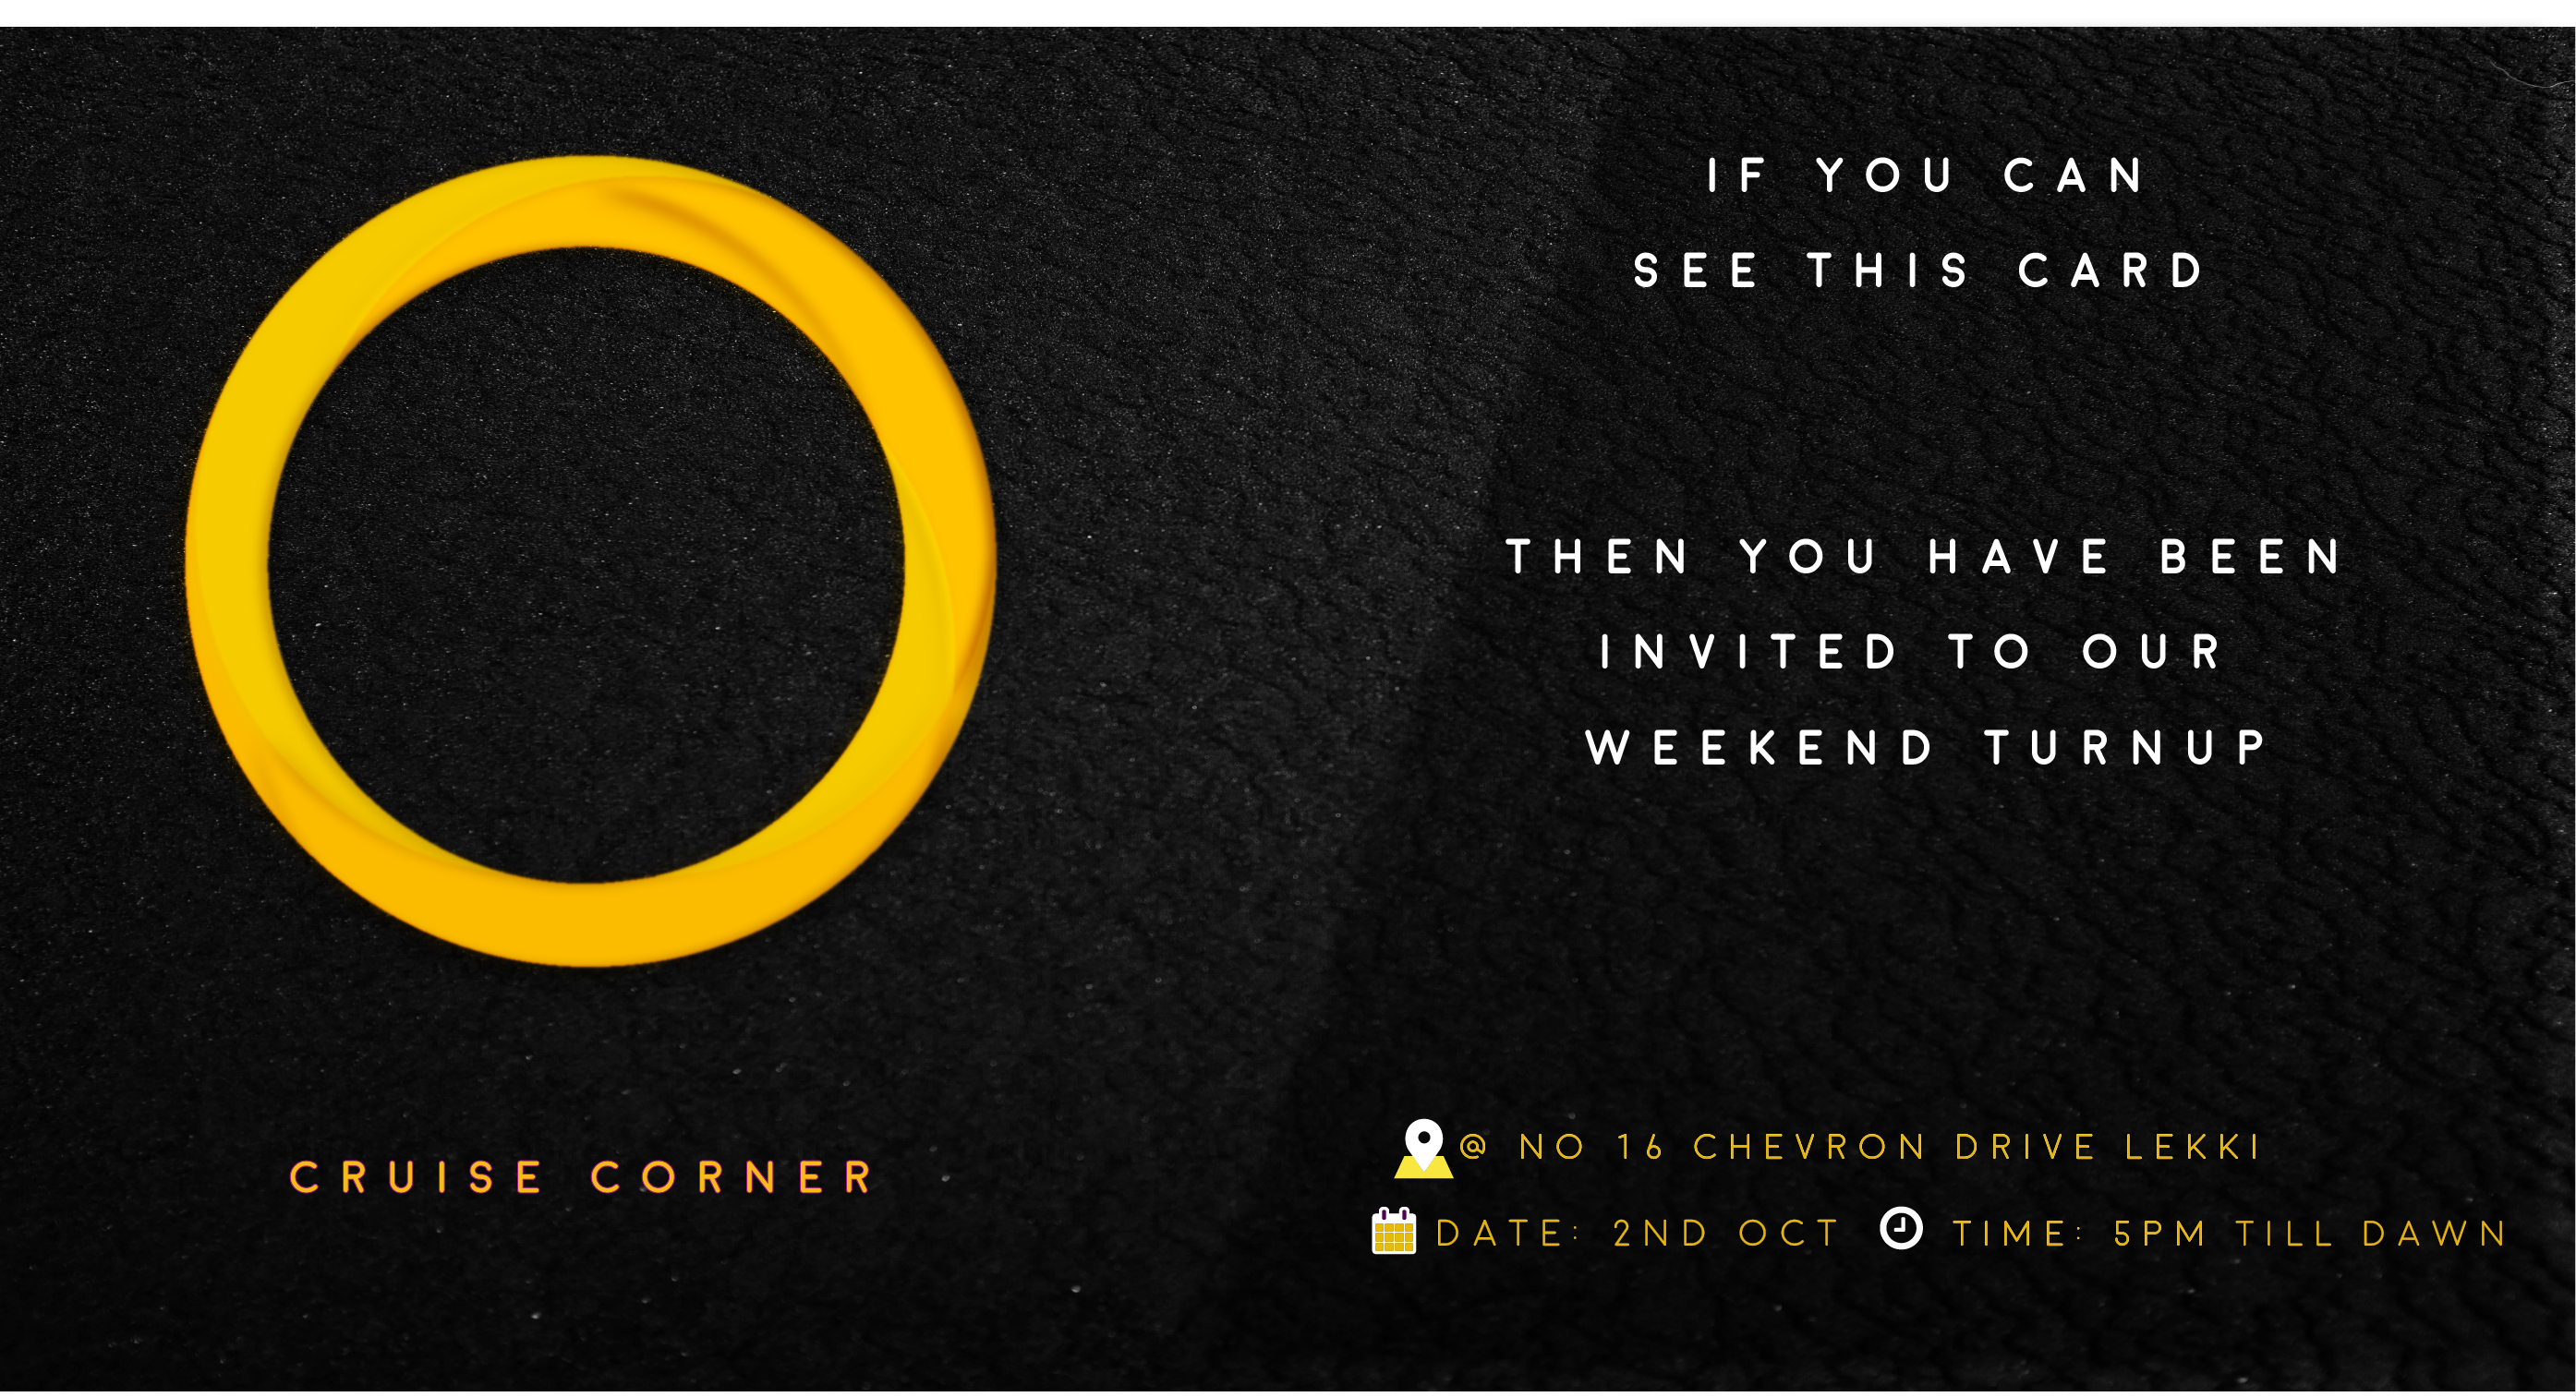 IF YOU CAN
SEE THIS CARD
THEN YOU HAVE BEEN
INVITED TO OUR
WEEKEND TURNUP
CRUISE CORNER
@ NO 16 CHEVRON DRIVE LEKKI
DATE: 2ND OCT TIME: 5PM TILL DAWN